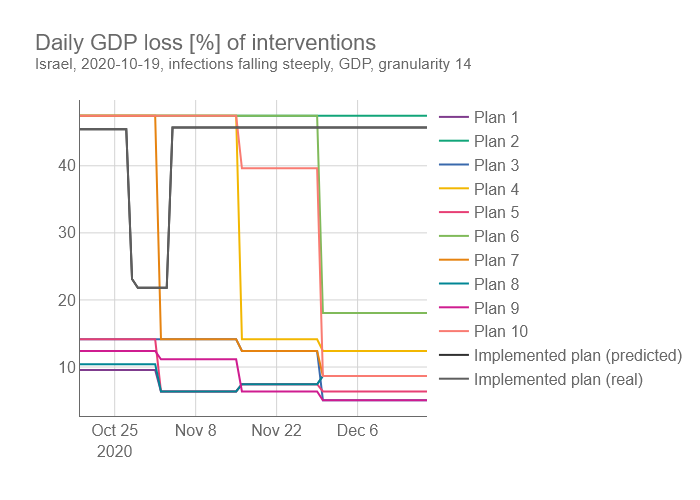 Daily GDP loss [%] of interventions
Israel, 2020-10-19, infections falling steeply, GDP, granularity 14
40
30
20
10
Oct 25
2020
Nov 8
Nov 22
Dec 6
Plan 1
Plan 2
Plan 3
Plan 4
Plan 5
Plan 6
Plan 7
Plan 8
Plan 9
Plan 10
Implemented plan (predicted)
Implemented plan (real)